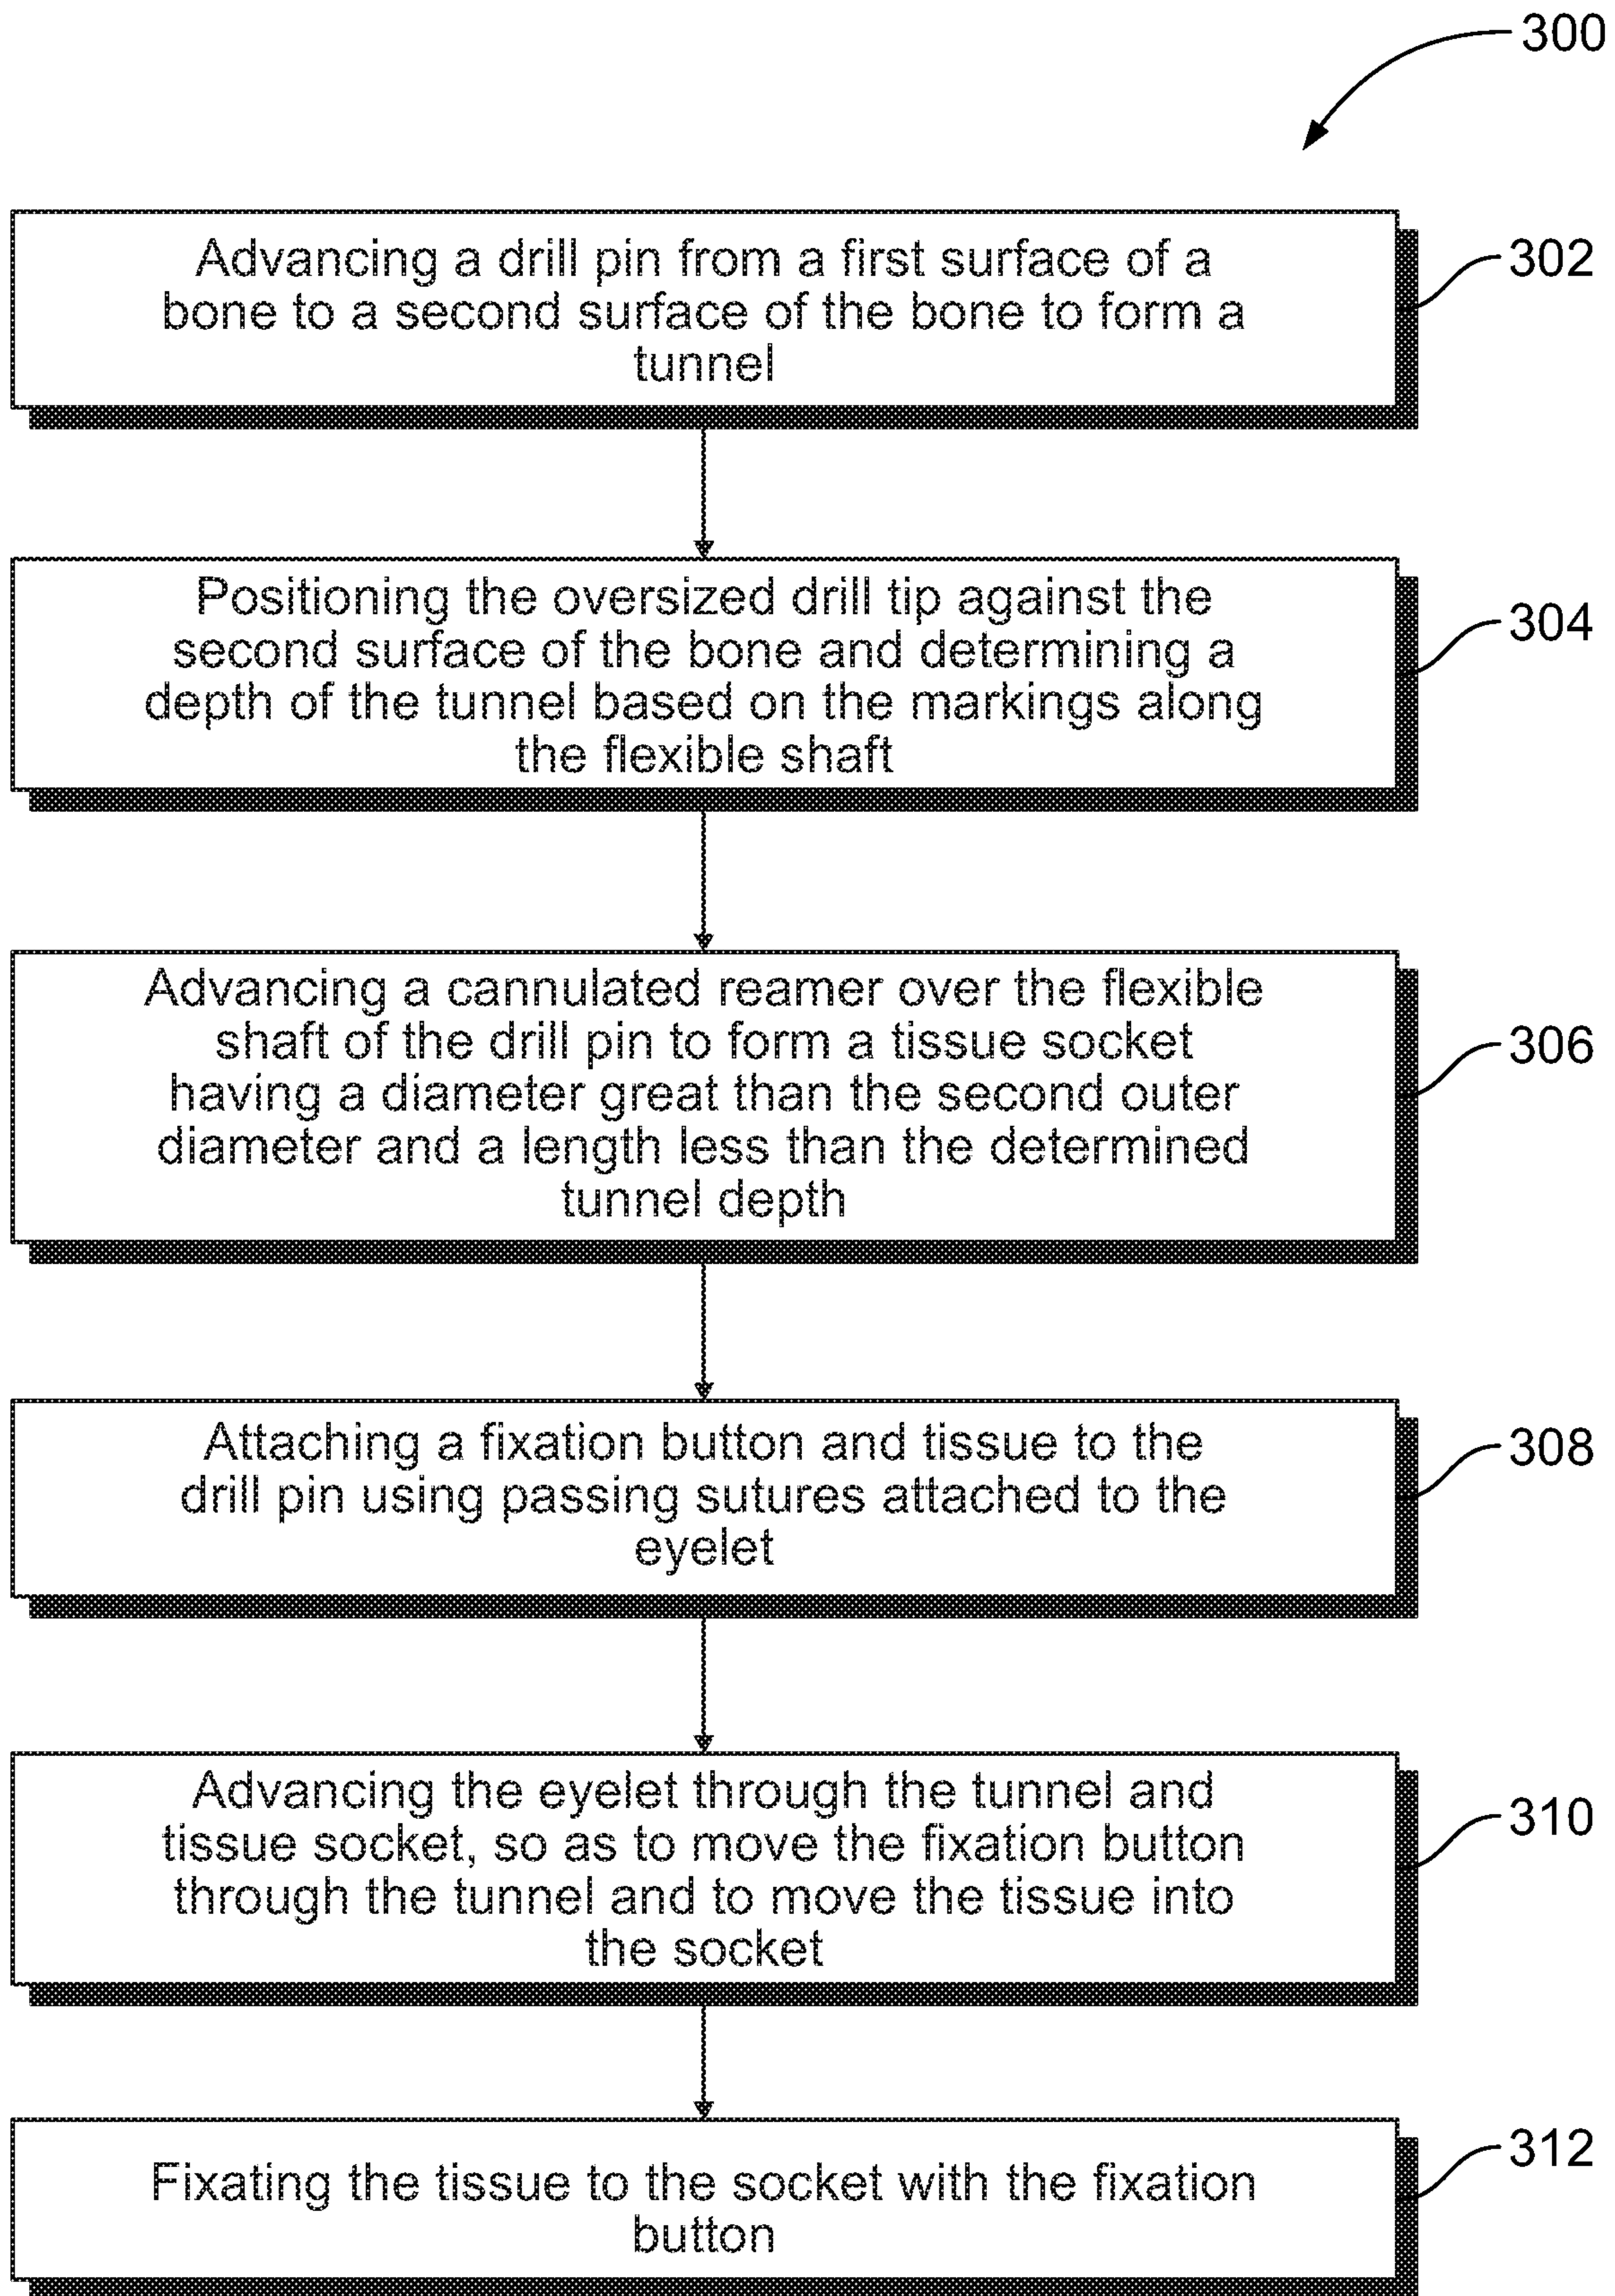 300
Advancing a drill pin from a first surface of a
bone to a second surface of the bone to form a
tunnel
302
Positioning the oversized drill tip against the
second surface of the bone and determining a
depth of the tunnel based on the markings along
the flexible shaft
304
Advancing a cannulated reamer over the flexible
shaft of the drill pin to form a tissue socket
having a diameter great than the second outer
diameter and a length less than the determined
tunnel depth
306
Attaching a fixation button and tissue to the
drill pin using passing sutures attached to the
eyelet
308
Advancing the eyelet through the tunnel and
tissue socket, so as to move the fixation button
through the tunnel and to move the tissue into
the socket
310
Fixating the tissue to the socket with the fixation
button
312